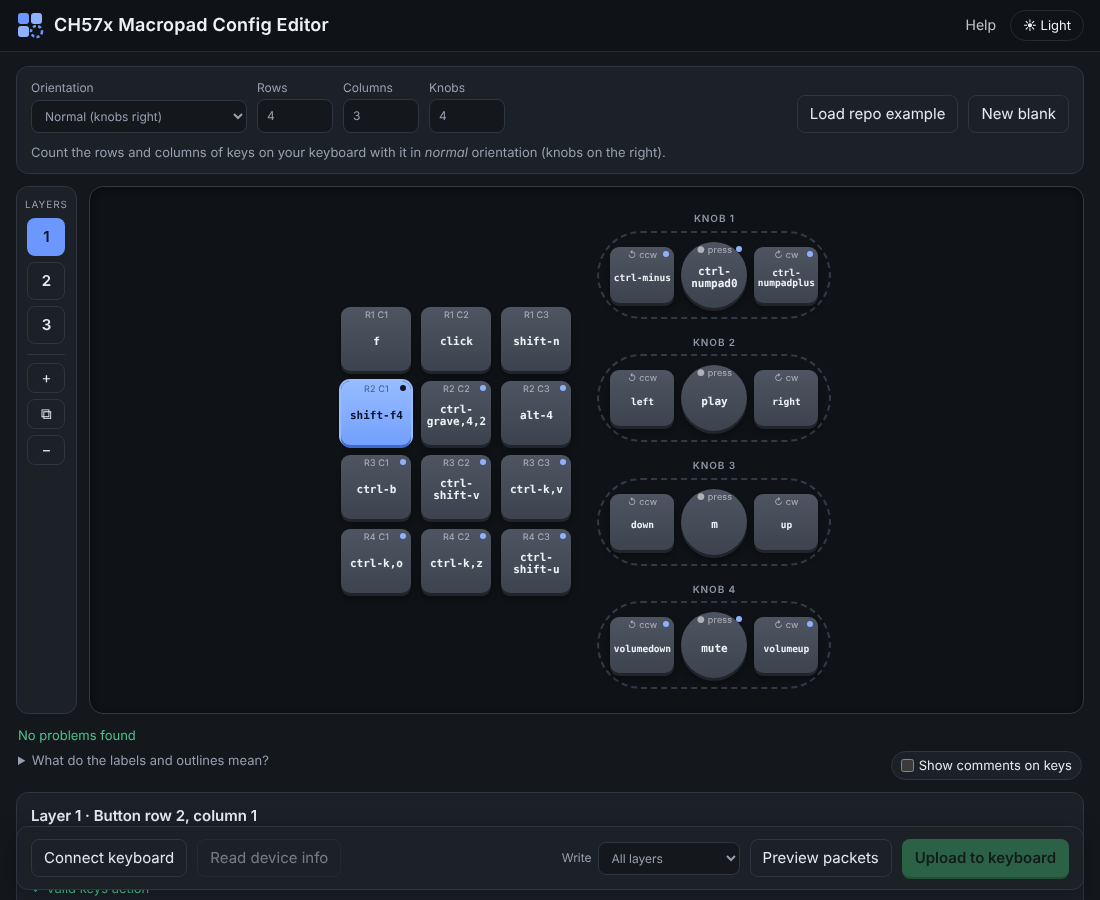 CH57x Macropad Config Editor
Help
☀ Light
Orientation
Rows
Columns
Knobs
Normal (knobs right)
4
3
4
Load repo example
New blank
Count the rows and columns of keys on your keyboard with it in normal orientation (knobs on the right).
LAYERS
1
2
3
+
⧉
−
R1 C1
f
R1 C2
click
R1 C3
shift-n
R2 C1
shift-f4
R2 C2
ctrl-
grave,4,2
R2 C3
alt-4
R3 C1
ctrl-b
R3 C2
ctrl-
shift-v
R3 C3
ctrl-k,v
R4 C1
ctrl-k,o
R4 C2
ctrl-k,z
R4 C3
ctrl-
shift-u
KNOB 1
↺ ccw
ctrl-minus
● press
ctrl-
numpad0
↻ cw
ctrl-
numpadplus
KNOB 2
↺ ccw
left
● press
play
↻ cw
right
KNOB 3
↺ ccw
down
● press
m
↻ cw
up
KNOB 4
↺ ccw
volumedown
● press
mute
↻ cw
volumeup
No problems found
▶ What do the labels and outlines mean?
Show comments on keys
Layer 1 · Button row 2, column 1
Connect keyboard
Read device info
Write
All layers
Preview packets
Upload to keyboard
✓ Valid keys action